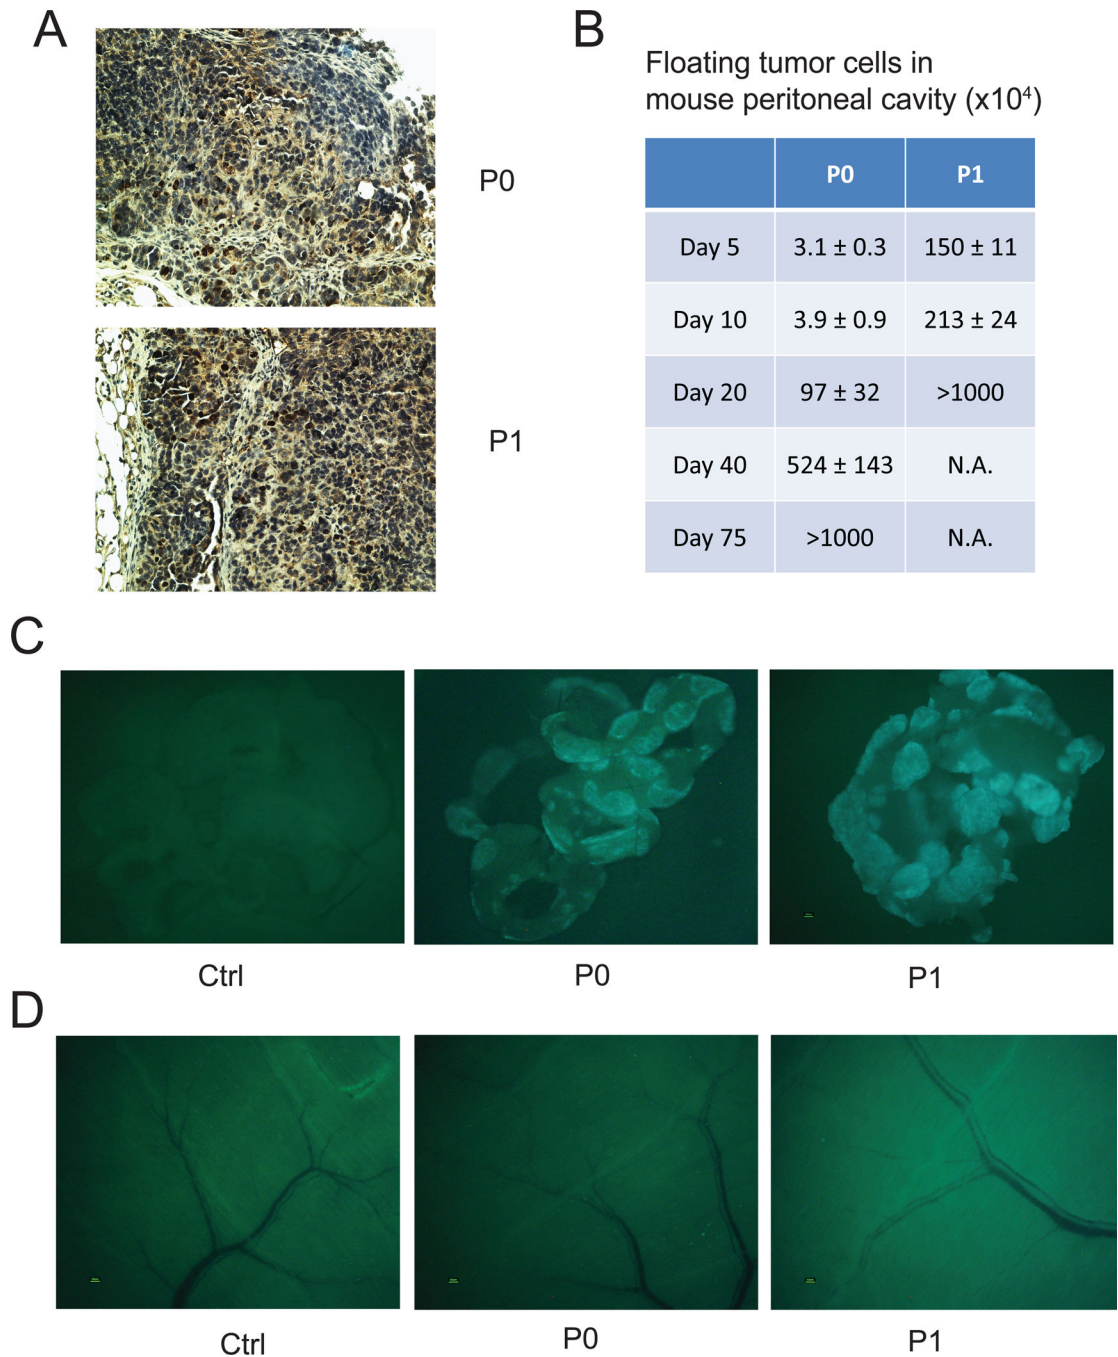 A
P0
P1
B
Floating tumor cells in
mouse peritoneal cavity (x10⁴)
P0 P1
Day 5 3.1 ± 0.3 150 ± 11
Day 10 3.9 ± 0.9 213 ± 24
Day 20 97 ± 32 >1000
Day 40 524 ± 143 N.A.
Day 75 >1000 N.A.
C
Ctrl P0 P1
D
Ctrl P0 P1